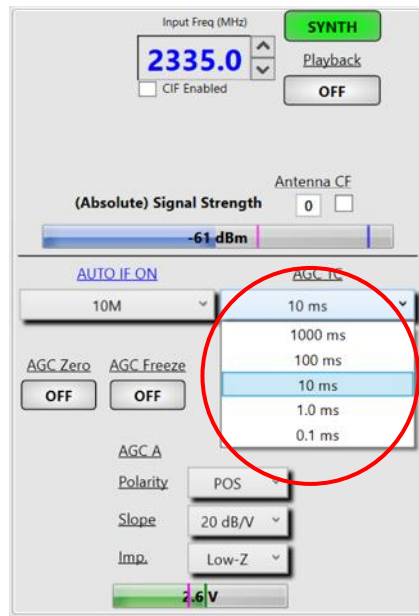 Input Freq (MHz)
SYNTH
2335.0
Playback
CIF Enabled
OFF
Antenna CF
(Absolute) Signal Strength
0
-61 dBm
AUTO IF ON
AGC TC
10M
10 ms
1000 ms
100 ms
10 ms
1.0 ms
0.1 ms
AGC Zero
AGC Freeze
OFF
OFF
AGC A
Polarity
POS
Slope
20 dB/V
Imp.
Low-Z
2.6 V